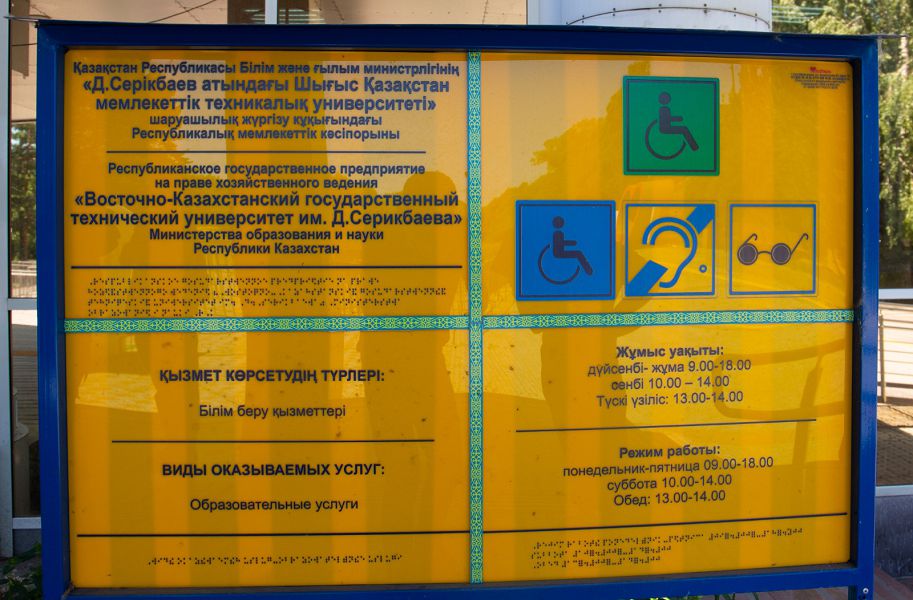 Қазақстан Республикасы Білім және ғылым министрлігінің
«Д.Серікбаев атындағы Шығыс Қазақстан
мемлекеттік техникалық университеті»
шаруашылық жүргізу құқығындағы
Республикалық мемлекеттік кәсіпорыны
Республиканское государственное предприятие
на праве хозяйственного ведения
«Восточно-Казахстанский государственный
технический университет им. Д.Серикбаева»
Министерства образования и науки
Республики Казахстан
ҚЫЗМЕТ КӨРСЕТУДІҢ ТҮРЛЕРІ:
Білім беру қызметтері
ВИДЫ ОКАЗЫВАЕМЫХ УСЛУГ:
Образовательные услуги
Жұмыс уақыты:
дүйсенбі- жұма 9.00-18.00
сенбі 10.00 – 14.00
Түскі үзіліс: 13.00-14.00
Режим работы:
понедельник-пятница 09.00-18.00
суббота 10.00-14.00
Обед: 13.00-14.00